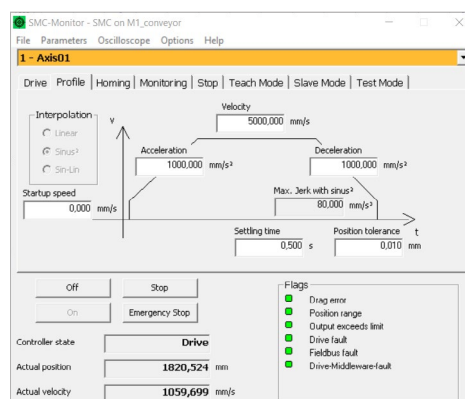 SMC-Monitor - SMC on M1_conveyor
File Parameters Oscilloscope Options Help
1 - Axis01
Drive Profile Homing Monitoring Stop Teach Mode Slave Mode Test Mode
Interpolation
Linear
Sinus²
Sin-Lin
v
Velocity
5000,000 mm/s
Acceleration
1000,000 mm/s²
Deceleration
1000,000 mm/s²
Max. Jerk with sinus²
80,000 mm/s³
Startup speed
0,000 mm/s
t
Settling time
0,500 s
Position tolerance
0,010 mm
Off Stop
On Emergency Stop
Controller state Drive
Actual position 1820,524 mm
Actual velocity 1059,699 mm/s
Flags
Drag error
Position range
Output exceeds limit
Drive fault
Fieldbus fault
Drive-Middleware-fault